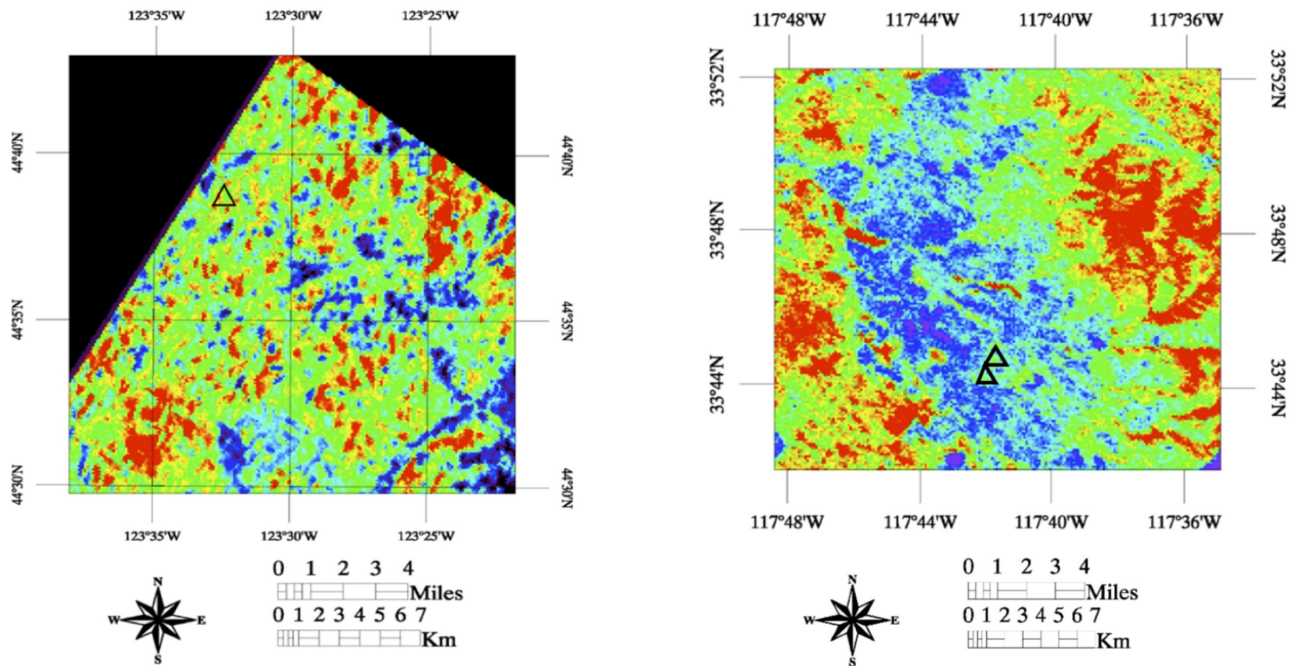 123°35'W 123°30'W 123°25'W
44°40'N 44°40'N
44°35'N 44°35'N
44°30'N 44°30'N
123°35'W 123°30'W 123°25'W
N
W E
S
0 1 2 3 4
Miles
0 1 2 3 4 5 6 7
Km
117°48'W 117°44'W 117°40'W 117°36'W
33°52'N 33°52'N
33°48'N 33°48'N
33°44'N 33°44'N
117°48'W 117°44'W 117°40'W 117°36'W
N
W E
S
0 1 2 3 4
Miles
0 1 2 3 4 5 6 7
Km